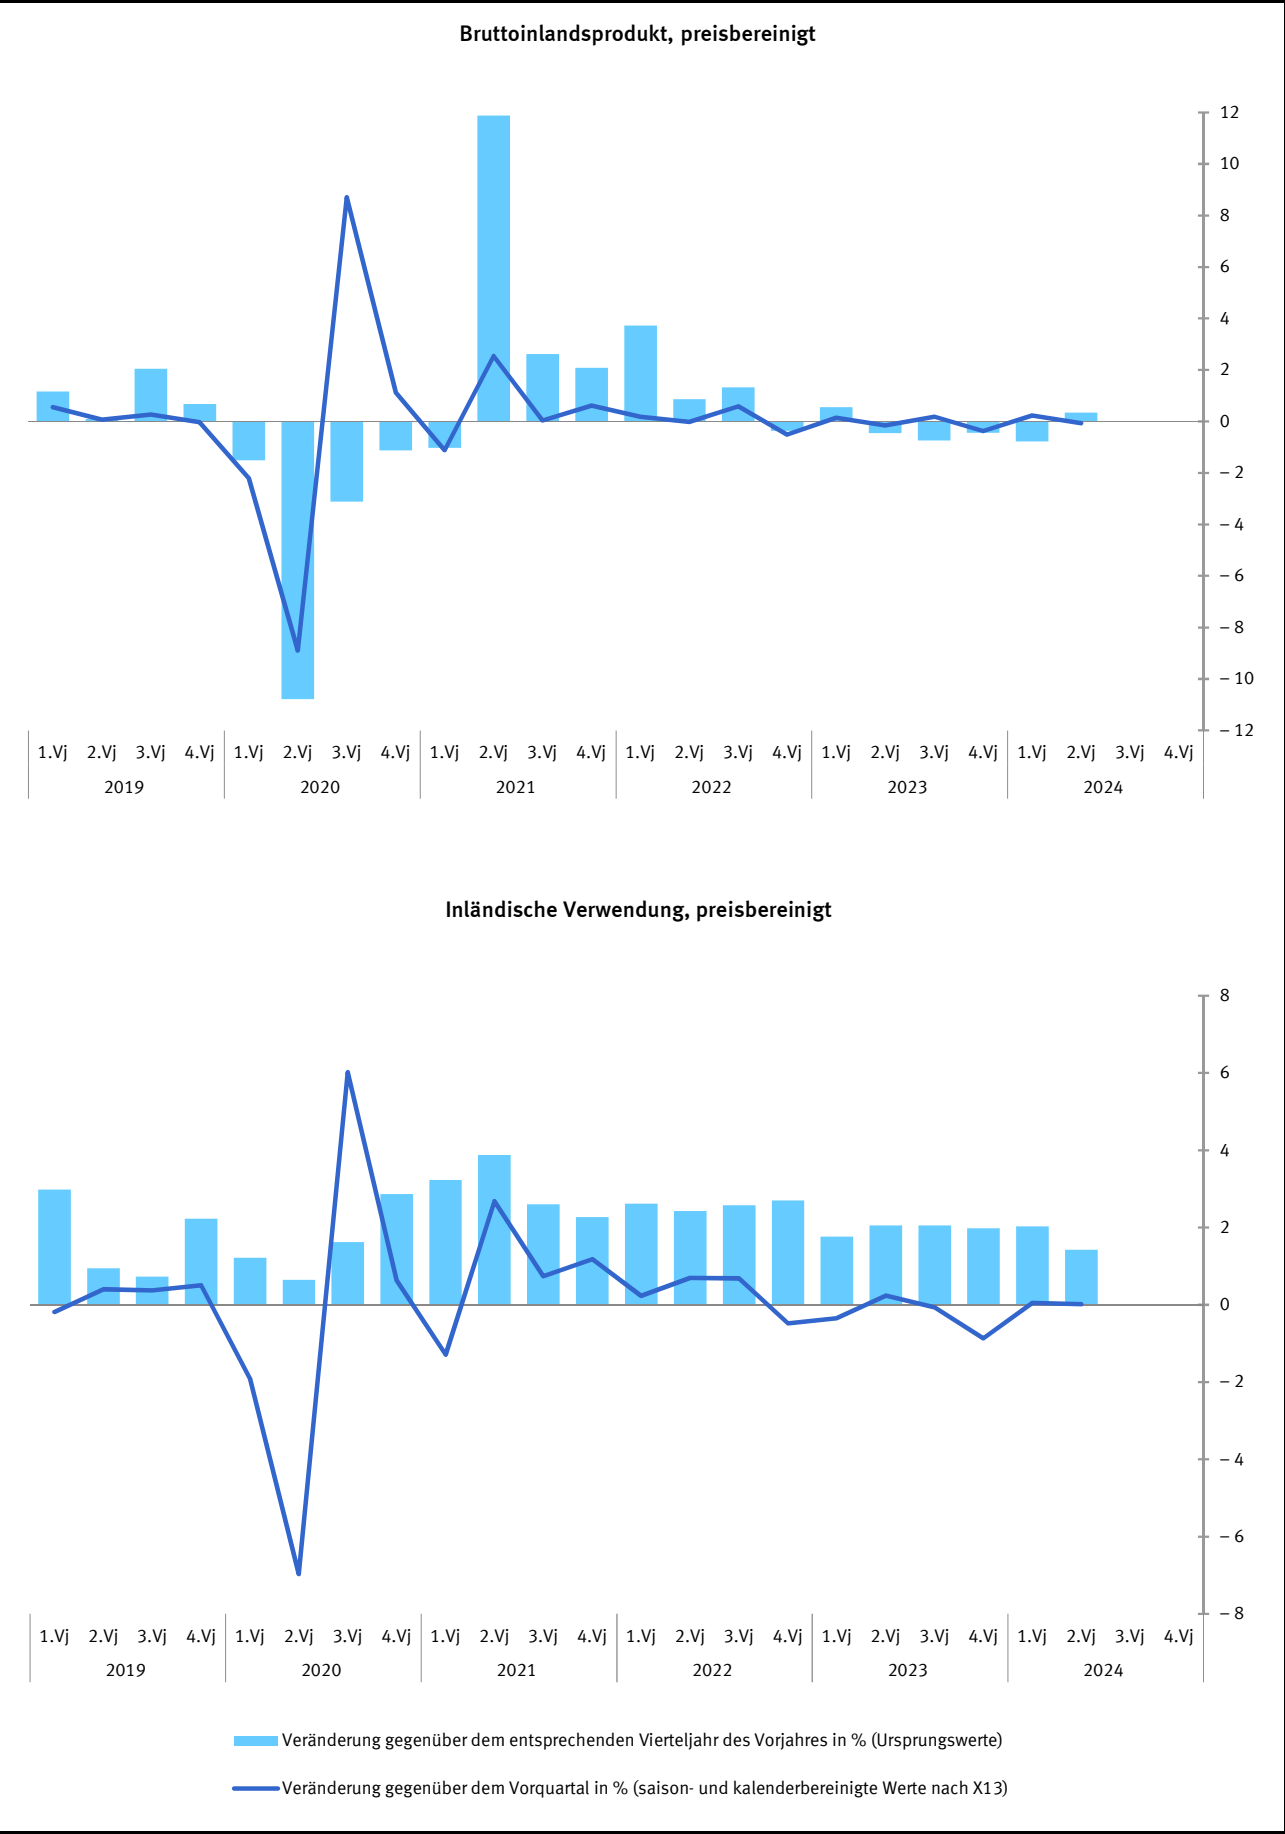 Bruttoinlandsprodukt, preisbereinigt
12
10
8
6
4
2
0
– 2
– 4
– 6
– 8
– 10
– 12
1.Vj 2.Vj 3.Vj 4.Vj 1.Vj 2.Vj 3.Vj 4.Vj 1.Vj 2.Vj 3.Vj 4.Vj 1.Vj 2.Vj 3.Vj 4.Vj 1.Vj 2.Vj 3.Vj 4.Vj 1.Vj 2.Vj 3.Vj 4.Vj
2019 2020 2021 2022 2023 2024
Inländische Verwendung, preisbereinigt
8
6
4
2
0
– 2
– 4
– 6
– 8
1.Vj 2.Vj 3.Vj 4.Vj 1.Vj 2.Vj 3.Vj 4.Vj 1.Vj 2.Vj 3.Vj 4.Vj 1.Vj 2.Vj 3.Vj 4.Vj 1.Vj 2.Vj 3.Vj 4.Vj 1.Vj 2.Vj 3.Vj 4.Vj
2019 2020 2021 2022 2023 2024
Veränderung gegenüber dem entsprechenden Vierteljahr des Vorjahres in % (Ursprungswerte)
Veränderung gegenüber dem Vorquartal in % (saison- und kalenderbereinigte Werte nach X13)